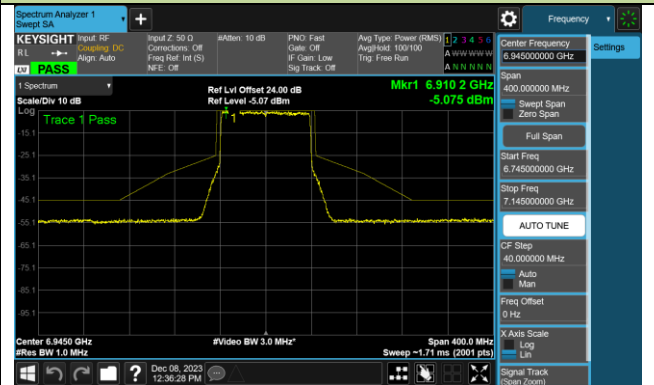 Spectrum Analyzer 1
Swept SA
+
Frequency
KEYSIGHT
RL
LXI
PASS
Input: RF
Coupling: DC
Align: Auto
Input Z: 50 Ω
Corrections: Off
Freq Ref: Int (S)
NFE: Off
#Atten: 10 dB
PNO: Fast
Gate: Off
IF Gain: Low
Sig Track: Off
Avg Type: Power (RMS)
Avg|Hold: 100/100
Trig: Free Run
1 2 3 4 5 6
A W W W W W
A N N N N N
1 Spectrum
Scale/Div 10 dB
Ref Lvl Offset 24.00 dB
Ref Level -5.07 dBm
Mkr1 6.910 2 GHz
-5.075 dBm
Log
Trace 1 Pass
1
-15.1
-25.1
-35.1
-45.1
-55.1
-65.1
-75.1
-85.1
-95.1
Center 6.9450 GHz
#Res BW 1.0 MHz
#Video BW 3.0 MHz*
Span 400.0 MHz
Sweep ~1.71 ms (2001 pts)
Center Frequency
6.945000000 GHz
Span
400.000000 MHz
Swept Span
Zero Span
Full Span
Start Freq
6.745000000 GHz
Stop Freq
7.145000000 GHz
AUTO TUNE
CF Step
40.000000 MHz
Auto
Man
Freq Offset
0 Hz
X Axis Scale
Log
Lin
Signal Track
(Span Zoom)
Settings
?
Dec 08, 2023
12:36:28 PM